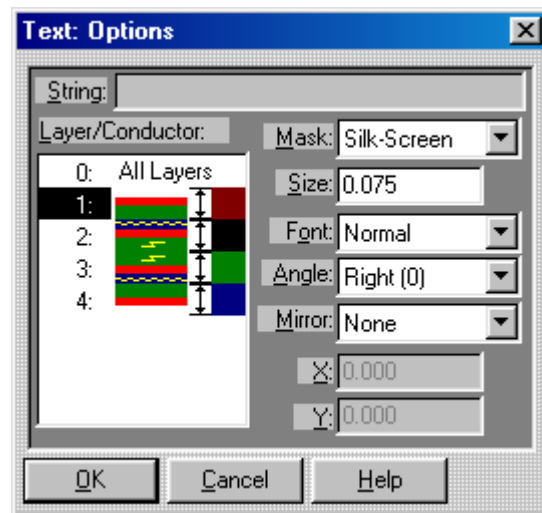 Text: Options
String:
Layer/Conductor:
0: All Layers
1:
2:
3:
4:
Mask: Silk-Screen
Size: 0.075
Font: Normal
Angle: Right (0)
Mirror: None
X: 0.000
Y: 0.000
OK Cancel Help